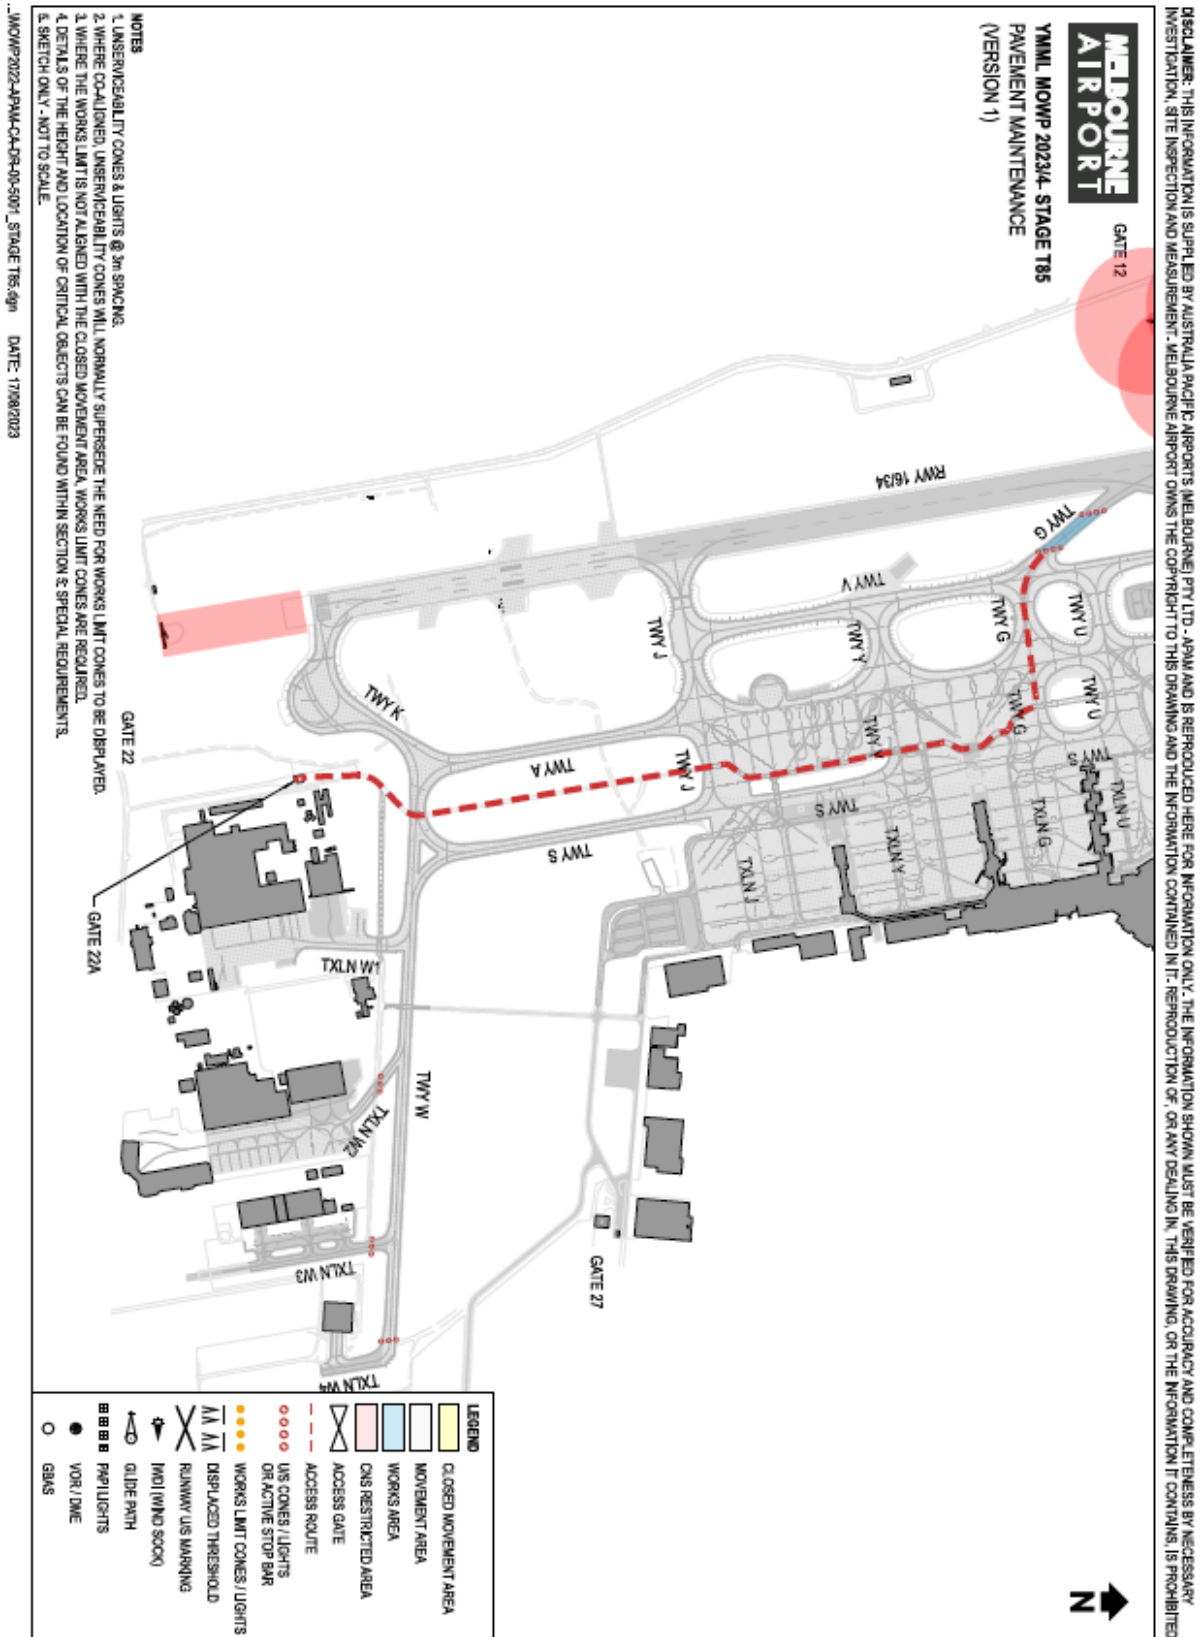 DISCLAIMER: THIS INFORMATION IS SUPPLIED BY AUSTRALIA PACIFIC AIRPORTS (MELBOURNE) PTY LTD - APAM AND IS REPRODUCED HERE FOR INFORMATION ONLY. THE INFORMATION SHOWN MUST BE VERIFIED FOR ACCURACY AND COMPLETENESS BY NECESSARY
INVESTIGATION, SITE INSPECTION AND MEASUREMENT. MELBOURNE AIRPORT OWNS THE COPYRIGHT TO THIS DRAWING AND THE INFORMATION CONTAINED IN IT. REPRODUCTION OF, OR ANY DEALING IN, THIS DRAWING, OR THE INFORMATION IT CONTAINS, IS PROHIBITED
MELBOURNE
AIRPORT
YMML MOWP 2023/4- STAGE T85
PAVEMENT MAINTENANCE
(VERSION 1)
GATE 12
N
RWY 16/34
TWY G
TWY V
TWY U
TWY G
TWY U
TWY G
TWY Y
TWY J
TWY S
TXLN U
TXLN G
TXLN Y
TWY S
TXLN J
TWY J
TWY A
TWY S
TWY K
GATE 22
GATE 22A
TXLN W1
TWY W
TXLN W2
TXLN W3
TXLN W4
GATE 27
LEGEND
CLOSED MOVEMENT AREA
MOVEMENT AREA
WORKS AREA
CNS RESTRICTED AREA
ACCESS GATE
ACCESS ROUTE
U/S CONES / LIGHTS
OR ACTIVE STOP BAR
WORKS LIMIT CONES / LIGHTS
DISPLACED THRESHOLD
RUNWAY U/S MARKING
IWDI (WIND SOCK)
GLIDE PATH
PAPI LIGHTS
VOR / DME
GBAS
NOTES
1. UNSERVICEABILITY CONES & LIGHTS @ 3m SPACING.
2. WHERE CO-ALIGNED, UNSERVICEABILITY CONES WILL NORMALLY SUPERSEDE THE NEED FOR WORKS LIMIT CONES TO BE DISPLAYED.
3. WHERE THE WORKS LIMIT IS NOT ALIGNED WITH THE CLOSED MOVEMENT AREA, WORKS LIMIT CONES ARE REQUIRED.
4. DETAILS OF THE HEIGHT AND LOCATION OF CRITICAL OBJECTS CAN BE FOUND WITHIN SECTION 5: SPECIAL REQUIREMENTS.
5. SKETCH ONLY - NOT TO SCALE.
...\MOWP2022-APAM-CA-DR-00-5001_STAGE T85.dgn DATE: 17/08/2023